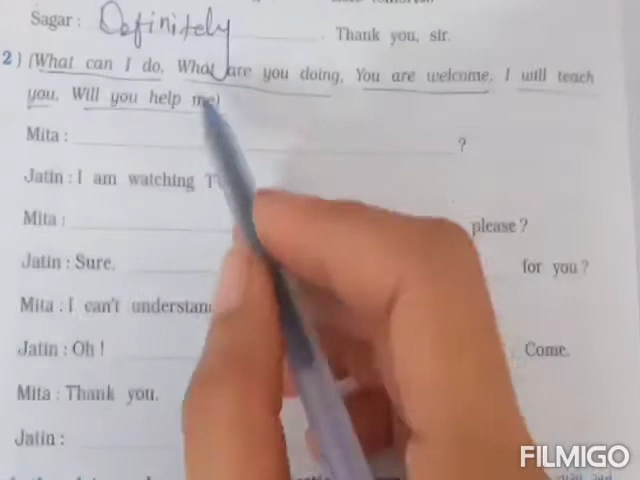 Sagar : Definitely . Thank you, sir.
2 ) (What can I do, What are you doing, You are welcome, I will teach
you, Will you help me)
Mita : ?
Jatin : I am watching
Mita : please ?
Jatin : Sure. for you ?
Mita : I can't understand
Jatin : Oh ! . Come.
Mita : Thank you.
Jatin :
FILMIGO